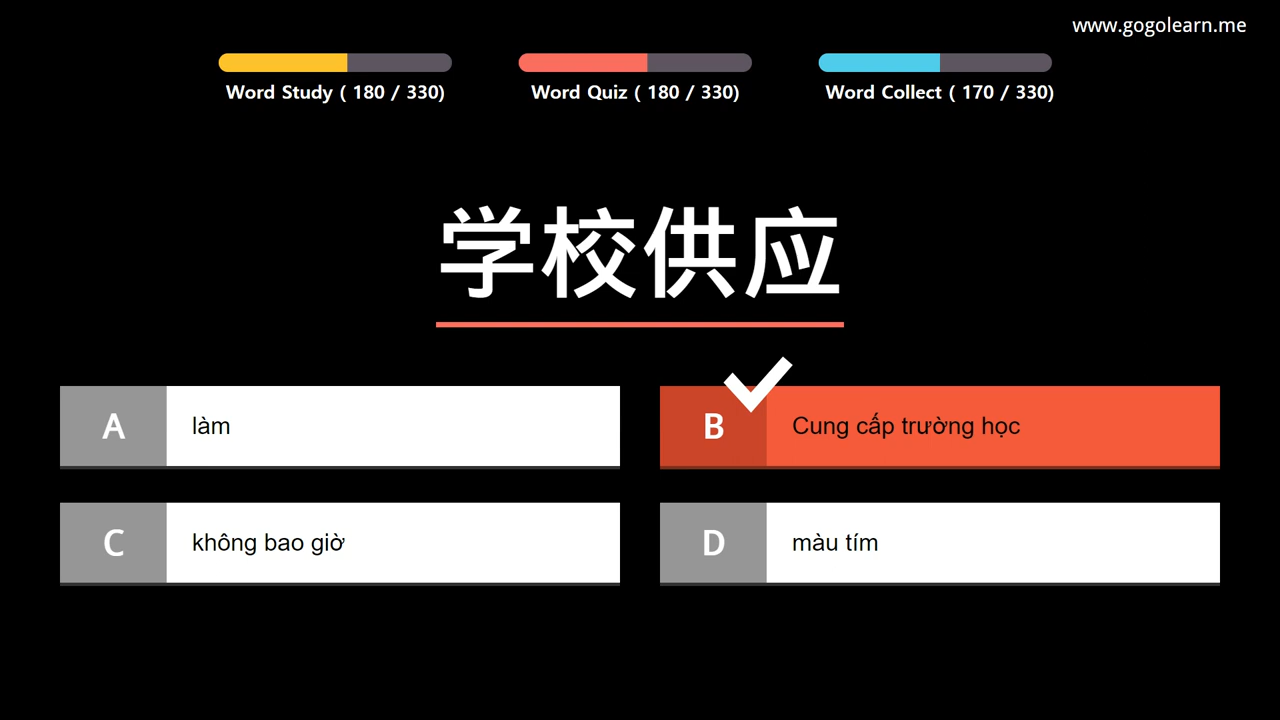 www.gogolearn.me
Word Study ( 180 / 330)
Word Quiz ( 180 / 330)
Word Collect ( 170 / 330)
学校供应
A làm
B Cung cấp trường học
C không bao giờ
D màu tím